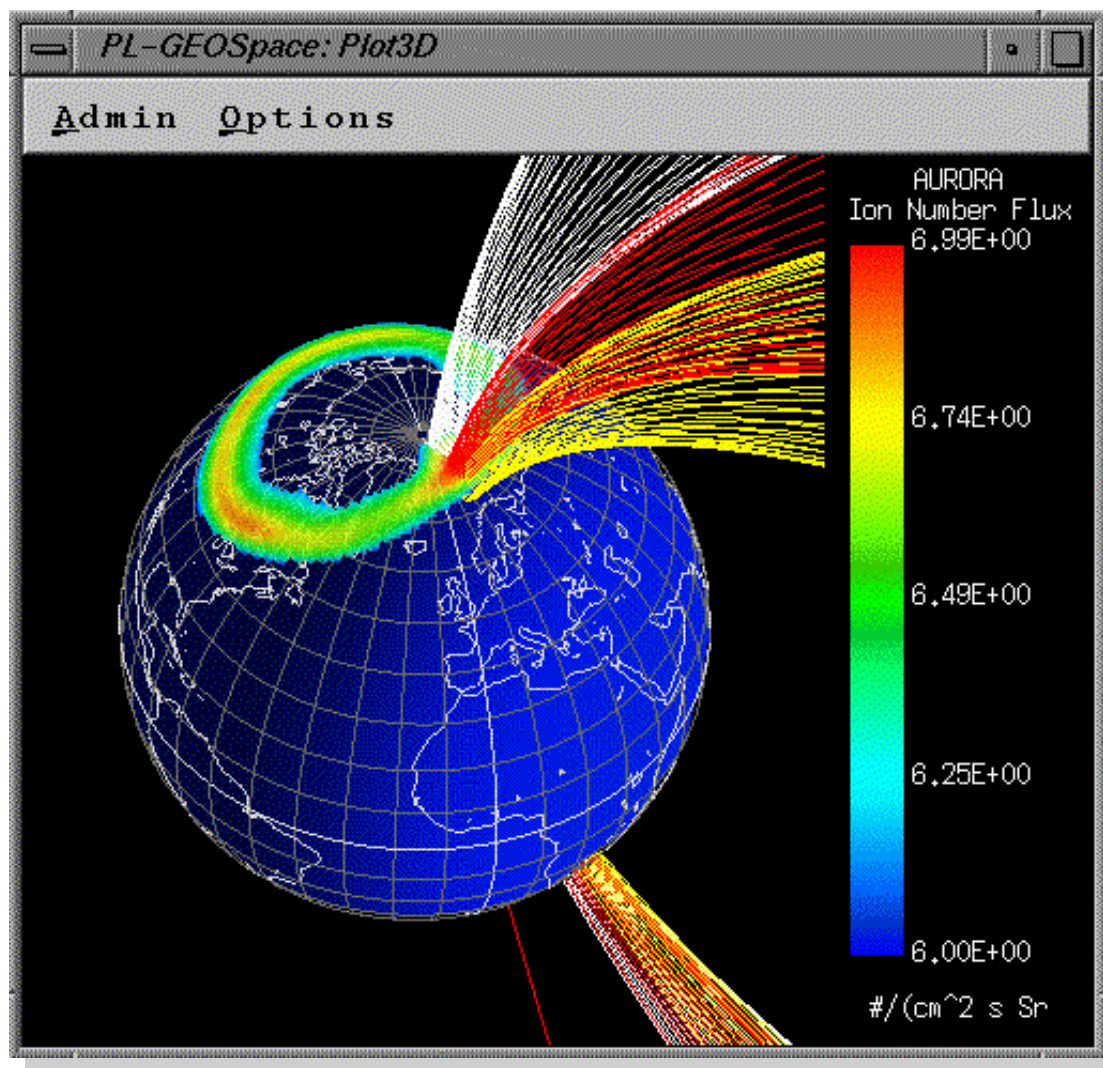 PL-GEOSpace: Plot3D
Admin Options
AURORA
Ion Number Flux
6.99E+00
6.74E+00
6.49E+00
6.25E+00
6.00E+00
#/(cm^2 s Sr